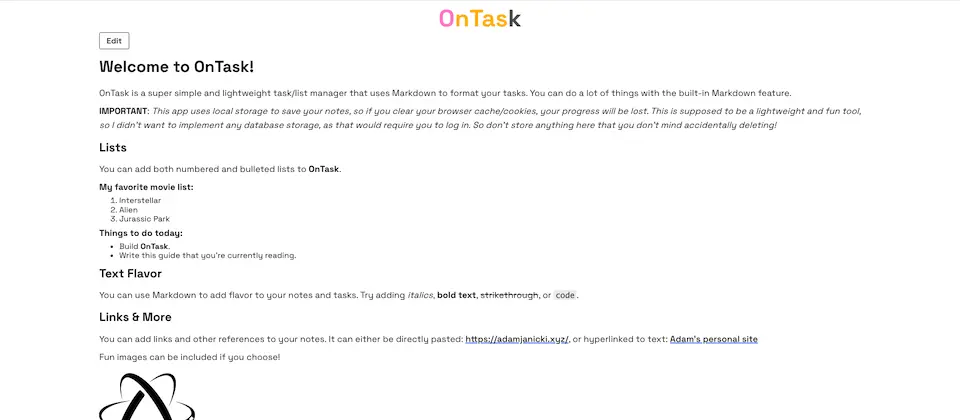 OnTask
Edit
Welcome to OnTask!
OnTask is a super simple and lightweight task/list manager that uses Markdown to format your tasks. You can do a lot of things with the built-in Markdown feature.
IMPORTANT: This app uses local storage to save your notes, so if you clear your browser cache/cookies, your progress will be lost. This is supposed to be a lightweight and fun tool,
so I didn't want to implement any database storage, as that would require you to log in. So don't store anything here that you don't mind accidentally deleting!
Lists
You can add both numbered and bulleted lists to OnTask.
My favorite movie list:
1. Interstellar
2. Alien
3. Jurassic Park
Things to do today:
• Build OnTask.
• Write this guide that you're currently reading.
Text Flavor
You can use Markdown to add flavor to your notes and tasks. Try adding italics, bold text, strikethrough, or code.
Links & More
You can add links and other references to your notes. It can either be directly pasted: https://adamjanicki.xyz/, or hyperlinked to text: Adam's personal site
Fun images can be included if you choose!